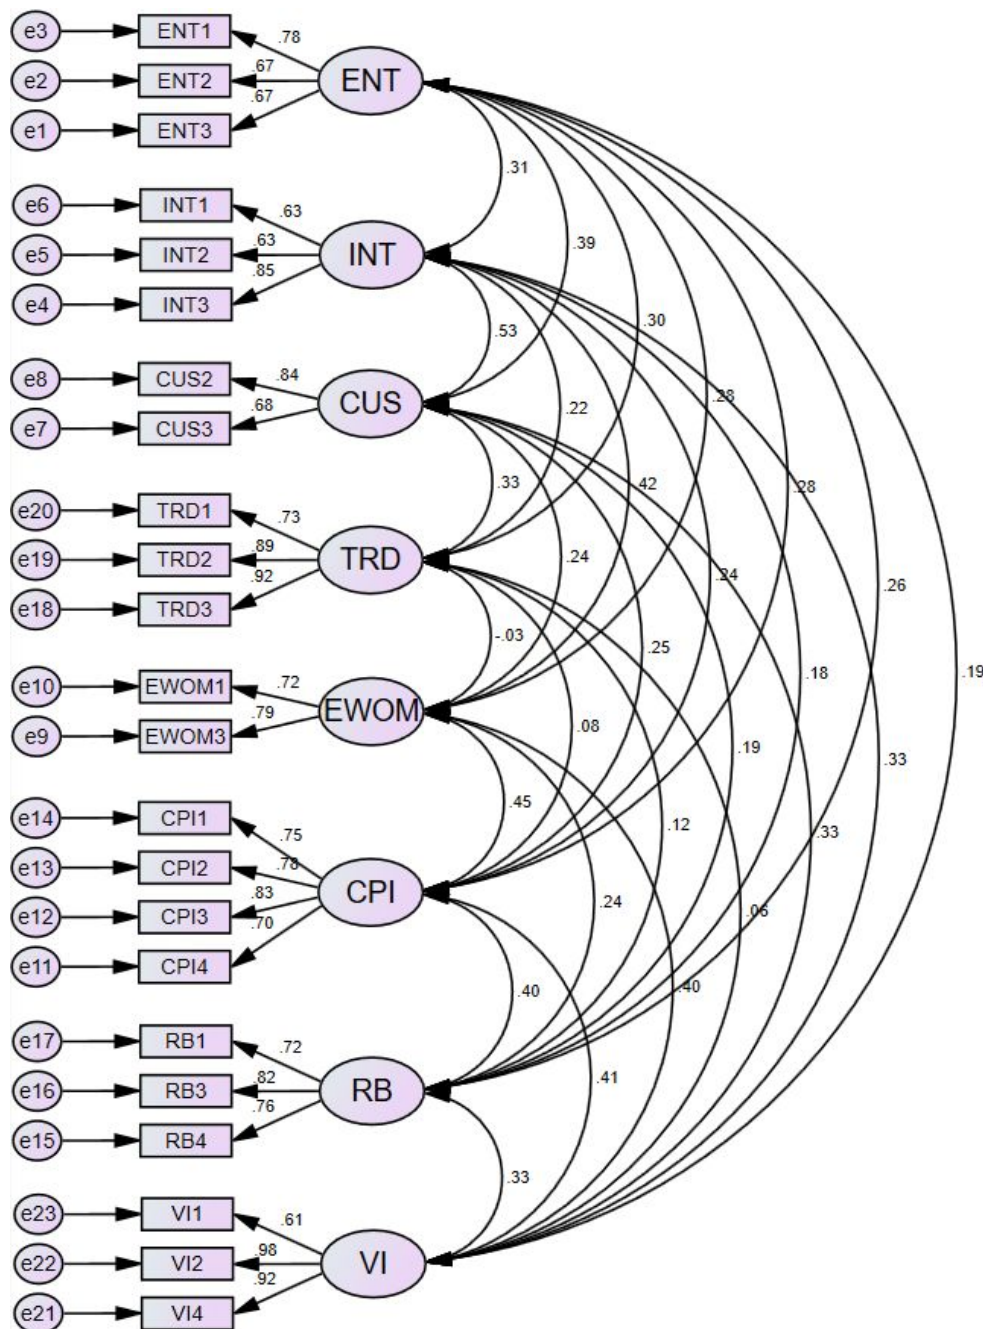 e3 ENT1 .78
e2 ENT2 .67 ENT
e1 ENT3 .67
.31
e6 INT1 .63
e5 INT2 .63 INT .39
e4 INT3 .85
.53 .30
e8 CUS2 .84
CUS .22 .28
e7 CUS3 .68
.33 .42 .28
e20 TRD1 .73
e19 TRD2 .89 TRD .24 .24 .26
e18 TRD3 .92
-.03 .25 .18 .19
e10 EWOM1 .72
EWOM .08 .19 .33
e9 EWOM3 .79
.45 .12 .33
e14 CPI1 .75
e13 CPI2 .78
CPI .24 .06
e12 CPI3 .83
e11 CPI4 .70
.40 .40
e17 RB1 .72
e16 RB3 .82 RB .41
e15 RB4 .76
.33
e23 VI1 .61
e22 VI2 .98 VI
e21 VI4 .92